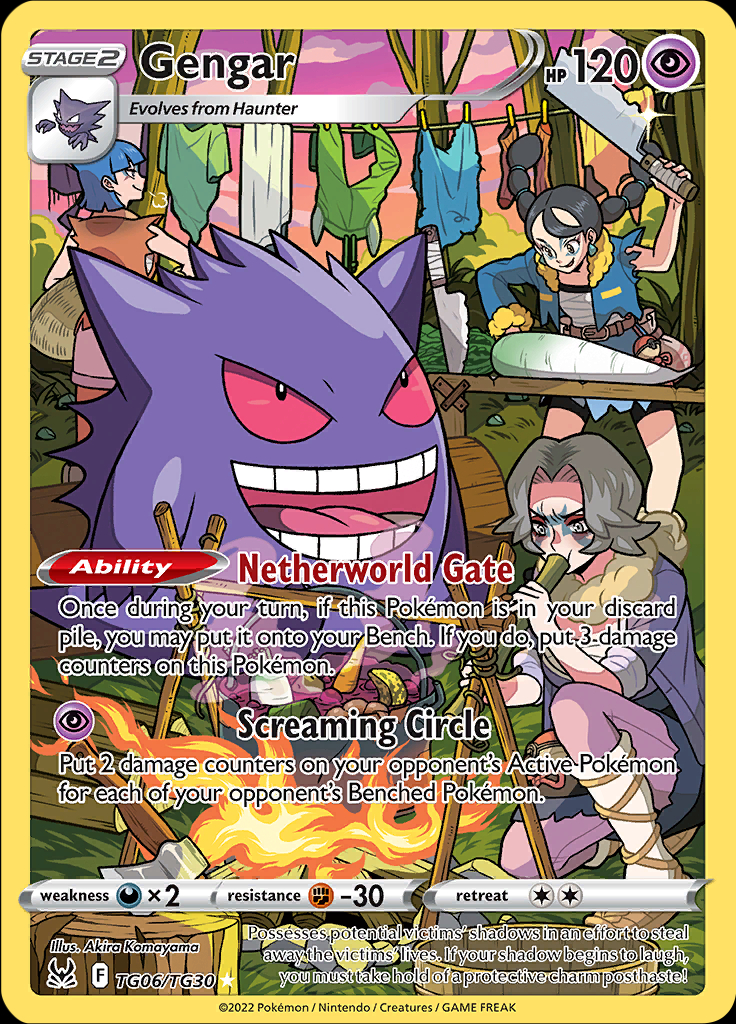 STAGE 2 Gengar HP 120
Evolves from Haunter
Ability Netherworld Gate
Once during your turn, if this Pokémon is in your discard
pile, you may put it onto your Bench. If you do, put 3 damage
counters on this Pokémon.
Screaming Circle
Put 2 damage counters on your opponent's Active Pokémon
for each of your opponent's Benched Pokémon.
weakness ×2 resistance -30 retreat
Illus. Akira Komayama
F TG06/TG30 ★
Possesses potential victims' shadows in an effort to steal
away the victims' lives. If your shadow begins to laugh,
you must take hold of a protective charm posthaste!
©2022 Pokémon / Nintendo / Creatures / GAME FREAK